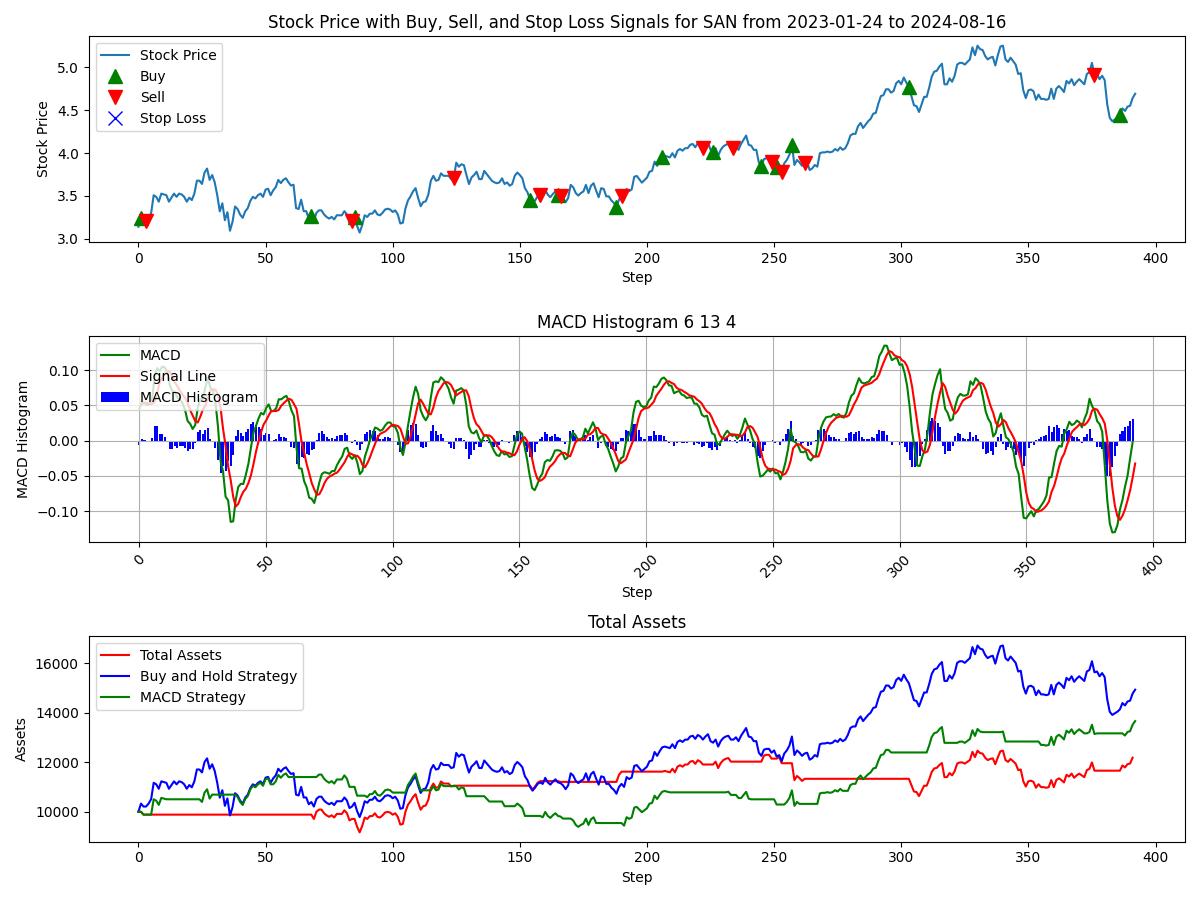 Stock Price with Buy, Sell, and Stop Loss Signals for SAN from 2023-01-24 to 2024-08-16
Stock Price
5.0
4.5
4.0
3.5
3.0
Stock Price
Buy
Sell
Stop Loss
0 50 100 150 200 250 300 350 400
Step
MACD Histogram 6 13 4
MACD Histogram
0.10
0.05
0.00
−0.05
−0.10
MACD
Signal Line
MACD Histogram
0 50 100 150 200 250 300 350 400
Step
Total Assets
Assets
16000
14000
12000
10000
Total Assets
Buy and Hold Strategy
MACD Strategy
0 50 100 150 200 250 300 350 400
Step